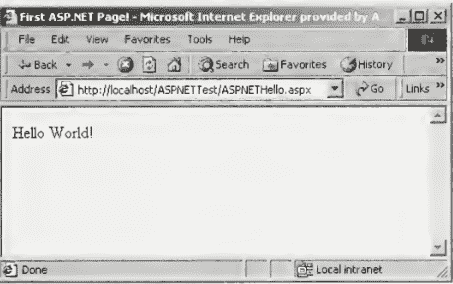 First ASP.NET Page! - Microsoft Internet Explorer provided by A
File Edit View Favorites Tools Help
Back Search Favorites History »
Address http://localhost/ASPNETTest/ASPNETHello.aspx Go Links »
Hello World!
Done Local intranet